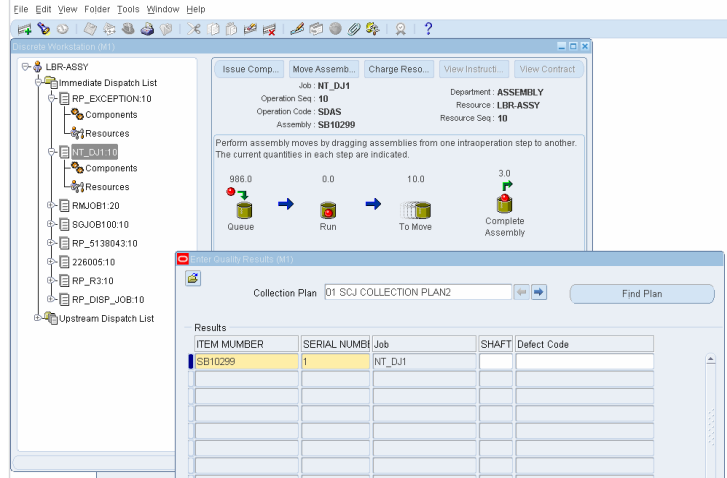 File Edit View Folder Tools Window Help
Discrete Workstation (M1)
LBR-ASSY
Immediate Dispatch List
RP_EXCEPTION:10
Components
Resources
NT_DJ1:10
Components
Resources
RMJOB1:20
SGJOB100:10
RP_5138043:10
226005:10
RP_R3:10
RP_DISP_JOB:10
Upstream Dispatch List
Issue Comp... Move Assemb... Charge Reso... View Instructi... View Contract
Job : NT_DJ1
Operation Seq : 10
Operation Code : SDAS
Assembly : SB10299
Department : ASSEMBLY
Resource : LBR-ASSY
Resource Seq : 10
Perform assembly moves by dragging assemblies from one intraoperation step to another.
The current quantities in each step are indicated.
986.0 0.0 10.0 3.0
Queue Run To Move Complete
Assembly
Enter Quality Results (M1)
Collection Plan 01 SCJ COLLECTION PLAN2 Find Plan
Results
ITEM NUMBER SERIAL NUMBE Job SHAFT Defect Code
SB10299 1 NT_DJ1